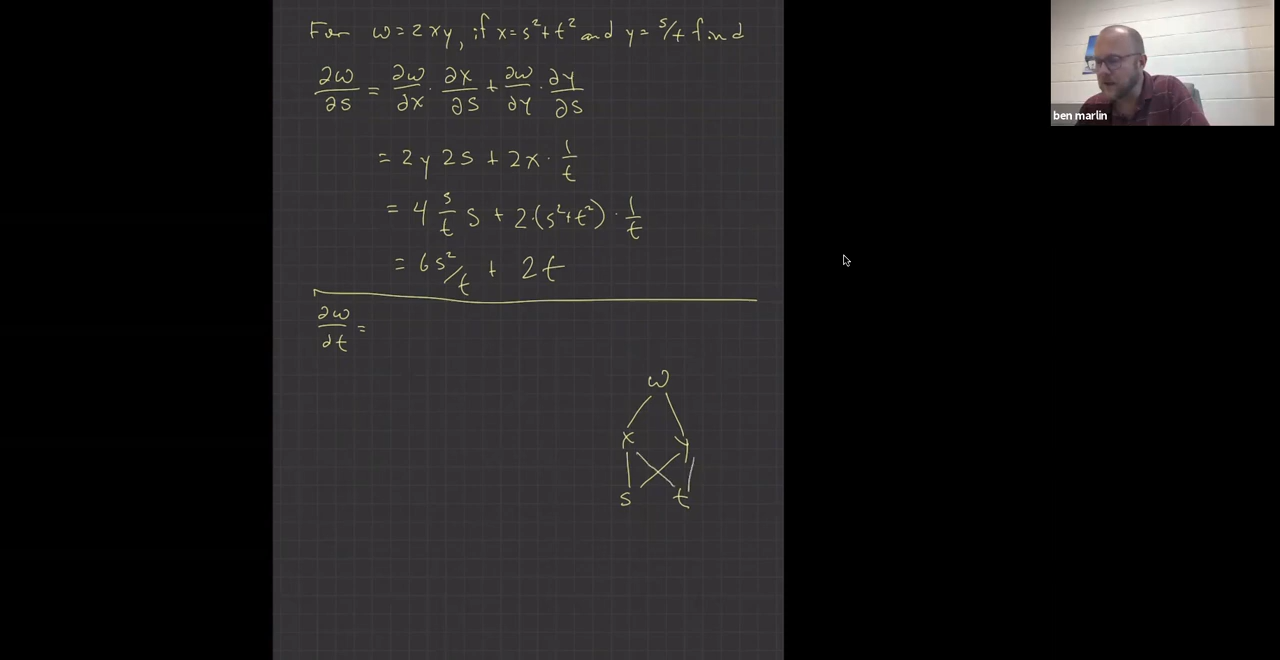 For w=2xy, if x=s²+t² and y=s/t find
∂w/∂s = ∂w/∂x · ∂x/∂s + ∂w/∂y · ∂y/∂s
= 2y 2s + 2x · 1/t
= 4 s/t s + 2·(s²+t²) · 1/t
= 6s²/t + 2t
∂w/∂t =
w
x y
s t
ben marlin